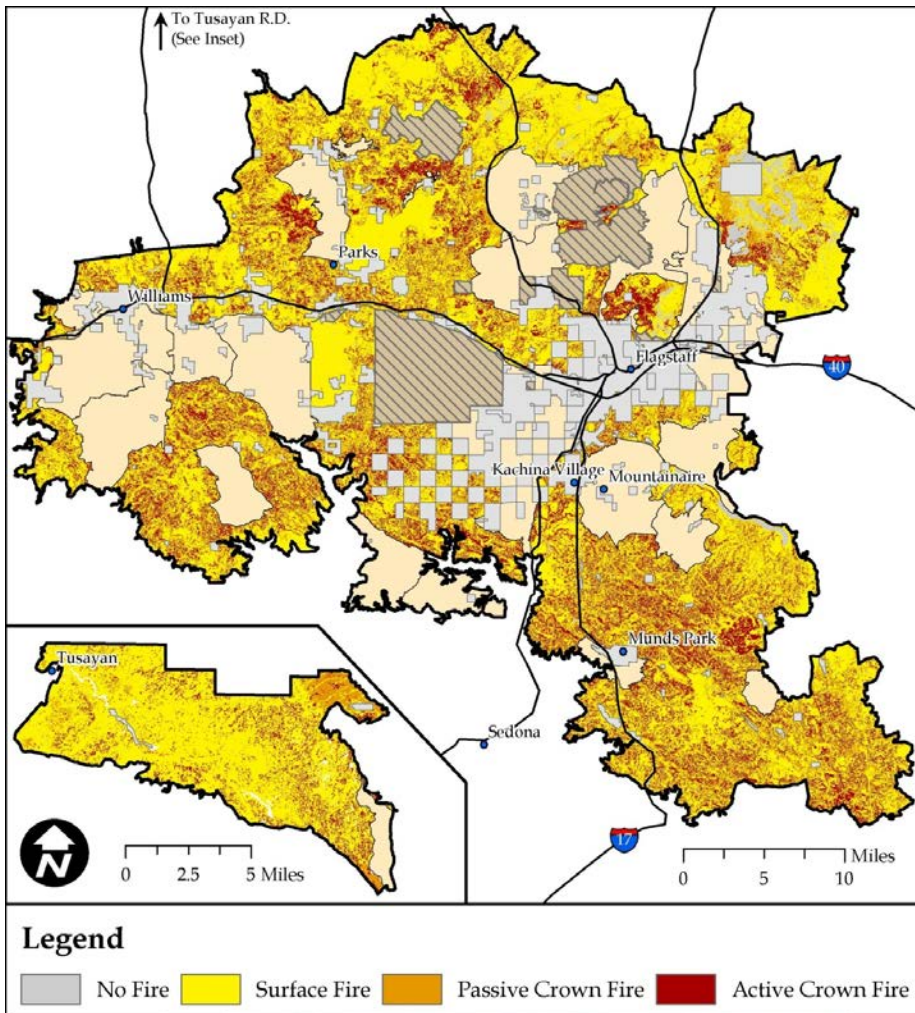 To Tusayan R.D.
(See Inset)
Parks
Williams
Flagstaff
40
Kachina Village
Mountainaire
Munds Park
Tusayan
Sedona
N
17
Miles
0 2.5 5 Miles
0 5 10
Legend
No Fire Surface Fire Passive Crown Fire Active Crown Fire